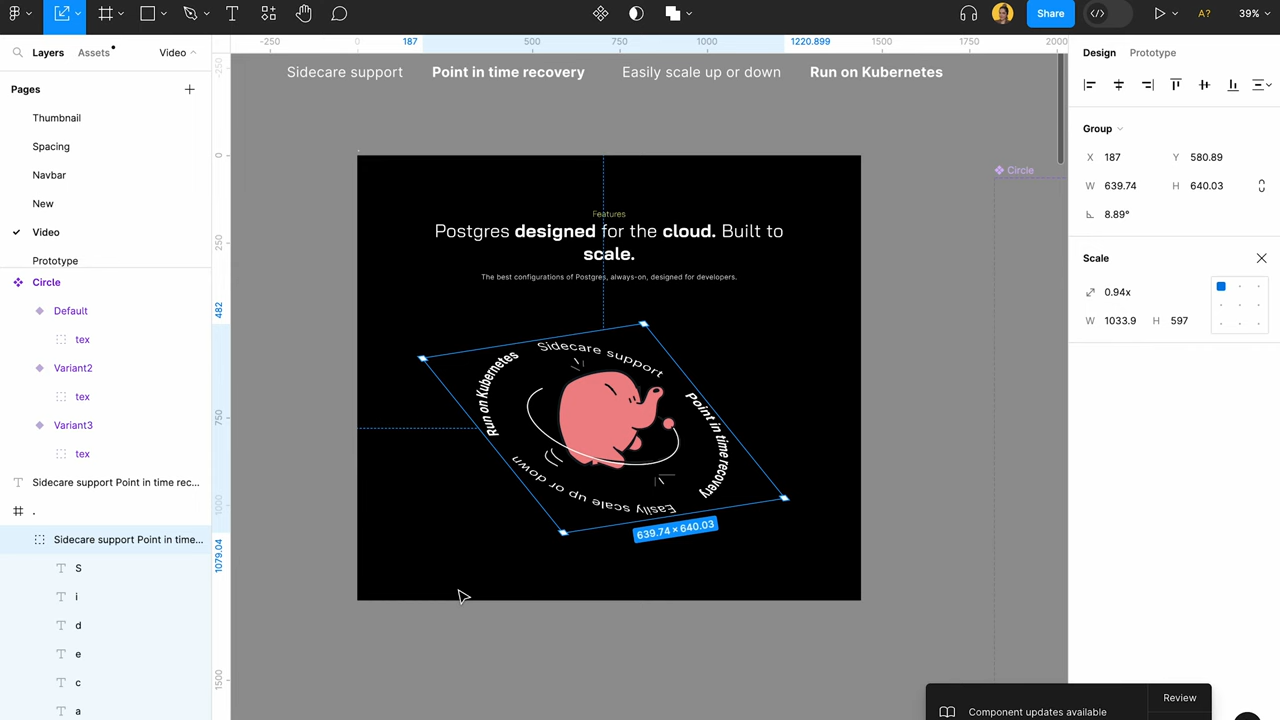 Share
A?
39%
Layers
Assets
Video
Pages
Thumbnail
Spacing
Navbar
New
Video
Prototype
Circle
Default
tex
Variant2
tex
Variant3
tex
Sidecare support Point in time rec...
.
Sidecare support Point in time...
S
i
d
e
c
a
-250
0
187
500
750
1000
1220.899
1500
1750
2000
-250
0
250
482
750
1000
1079.04
1500
Sidecare support
Point in time recovery
Easily scale up or down
Run on Kubernetes
Circle
Features
Postgres designed for the cloud. Built to
scale.
The best configurations of Postgres, always-on, designed for developers.
Sidecare support
Point in time recovery
Easily scale up or down
Run on Kubernetes
639.74 × 640.03
Design
Prototype
Group
X 187
Y 580.89
W 639.74
H 640.03
8.89°
Scale
0.94x
W 1033.9
H 597
Review
Component updates available